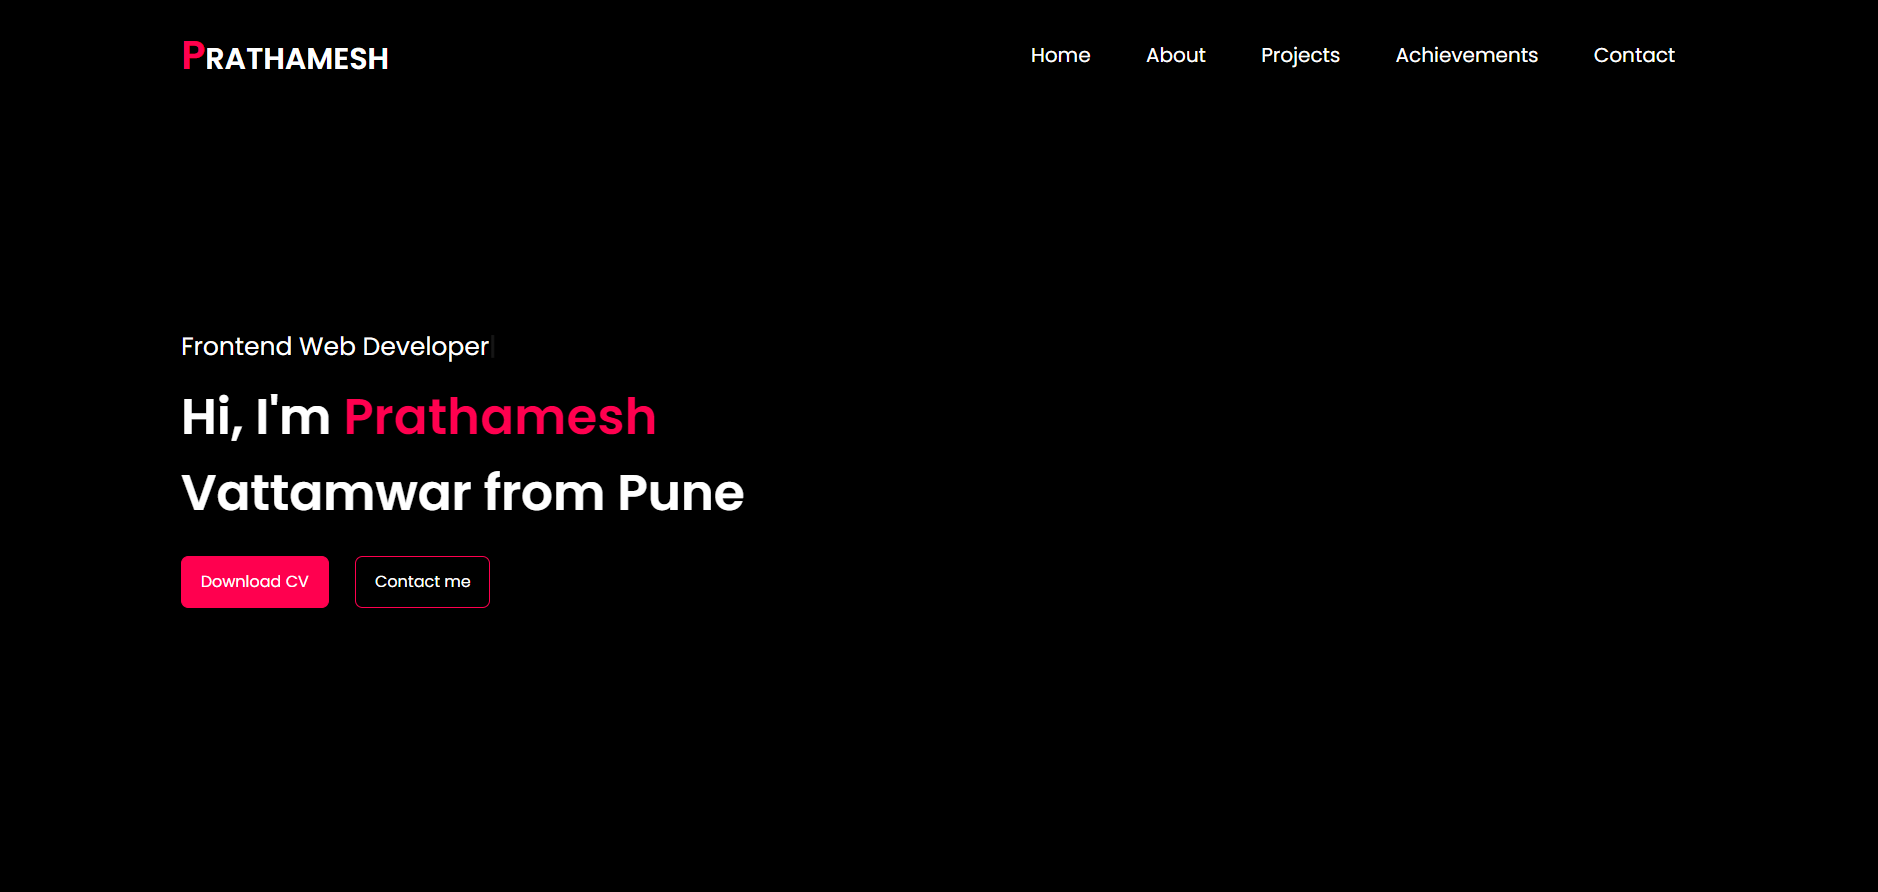 PRATHAMESH
Home About Projects Achievements Contact
Frontend Web Developer|
Hi, I'm Prathamesh
Vattamwar from Pune
Download CV Contact me